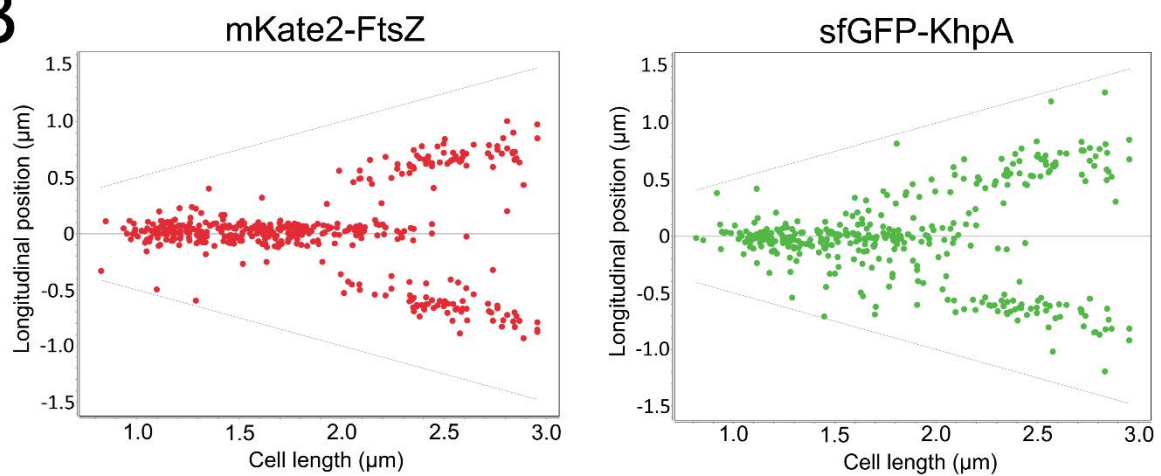 B
mKate2-FtsZ
sfGFP-KhpA
Longitudinal position (µm)
1.5
1.0
0.5
0
-0.5
-1.0
-1.5
1.0 1.5 2.0 2.5 3.0
Cell length (µm)
Longitudinal position (µm)
1.5
1.0
0.5
0
-0.5
-1.0
-1.5
1.0 1.5 2.0 2.5 3.0
Cell length (µm)